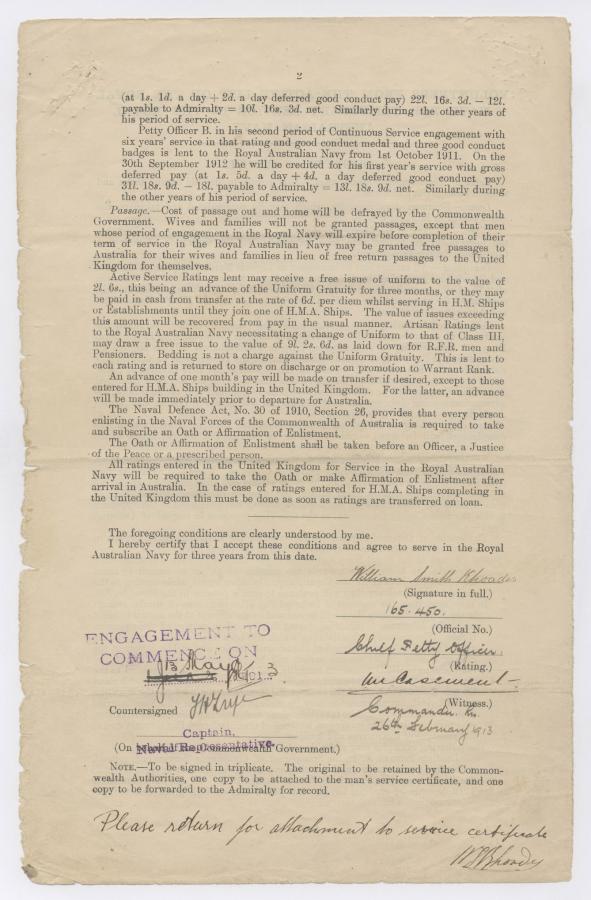 2
(at 1s. 1d. a day + 2d. a day deferred good conduct pay) 22l. 16s. 3d. — 12l.
payable to Admiralty = 10l. 16s. 3d. net. Similarly during the other years of
his period of service.
Petty Officer B. in his second period of Continuous Service engagement with
six years' service in that rating and good conduct medal and three good conduct
badges is lent to the Royal Australian Navy from 1st October 1911. On the
30th September 1912 he will be credited for his first year's service with gross
deferred pay (at 1s. 5d. a day + 4d. a day deferred good conduct pay)
31l. 18s. 9d. — 18l. payable to Admiralty = 13l. 18s. 9d. net. Similarly during
the other years of his period of service.
Passage.—Cost of passage out and home will be defrayed by the Commonwealth
Government. Wives and families will not be granted passages, except that men
whose period of engagement in the Royal Navy will expire before completion of their
term of service in the Royal Australian Navy may be granted free passages to
Australia for their wives and families in lieu of free return passages to the United
Kingdom for themselves.
Active Service Ratings lent may receive a free issue of uniform to the value of
2l. 6s., this being an advance of the Uniform Gratuity for three months, or they may
be paid in cash from transfer at the rate of 6d. per diem whilst serving in H.M. Ships
or Establishments until they join one of H.M.A. Ships. The value of issues exceeding
this amount will be recovered from pay in the usual manner. Artisan Ratings lent
to the Royal Australian Navy necessitating a change of Uniform to that of Class III.
may draw a free issue to the value of 9l. 2s. 6d. as laid down for R.F.R. men and
Pensioners. Bedding is not a charge against the Uniform Gratuity. This is lent to
each rating and is returned to store on discharge or on promotion to Warrant Rank.
An advance of one month's pay will be made on transfer if desired, except to those
entered for H.M.A. Ships building in the United Kingdom. For the latter, an advance
will be made immediately prior to departure for Australia.
The Naval Defence Act, No. 30 of 1910, Section 26, provides that every person
enlisting in the Naval Forces of the Commonwealth of Australia is required to take
and subscribe an Oath or Affirmation of Enlistment.
The Oath or Affirmation of Enlistment shall be taken before an Officer, a Justice
of the Peace or a prescribed person.
All ratings entered in the United Kingdom for Service in the Royal Australian
Navy will be required to take the Oath or make Affirmation of Enlistment after
arrival in Australia. In the case of ratings entered for H.M.A. Ships completing in
the United Kingdom this must be done as soon as ratings are transferred on loan.
The foregoing conditions are clearly understood by me.
I hereby certify that I accept these conditions and agree to serve in the Royal
Australian Navy for three years from this date.
William Smith Rhoades
(Signature in full.)
165.450.
(Official No.)
ENGAGEMENT TO
COMMENCE ON
Chief Petty Officer
(Rating.)
Casement
(Witness.)
Countersigned
Commander. Rn.
26th February 1913
Captain,
Naval Representative
(On behalf of the Commonwealth Government.)
NOTE.—To be signed in triplicate. The original to be retained by the Common-
wealth Authorities, one copy to be attached to the man's service certificate, and one
copy to be forwarded to the Admiralty for record.
Please return for attachment to service certificate